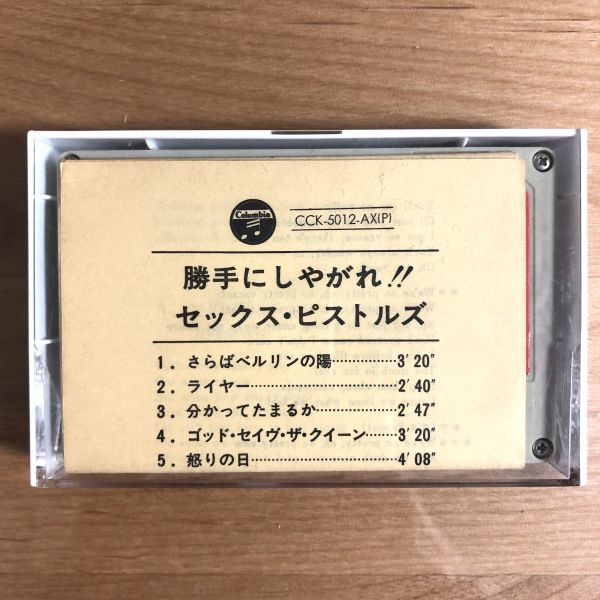 Columbia
CCK-5012-AX(P)
勝手にしやがれ!!
セックス・ピストルズ
1. さらばベルリンの陽…………3′20″
2. ライヤー…………………………2′40″
3. 分かってたまるか………………2′47″
4. ゴッド・セイヴ・ザ・クイーン……3′20″
5. 怒りの日…………………………4′08″